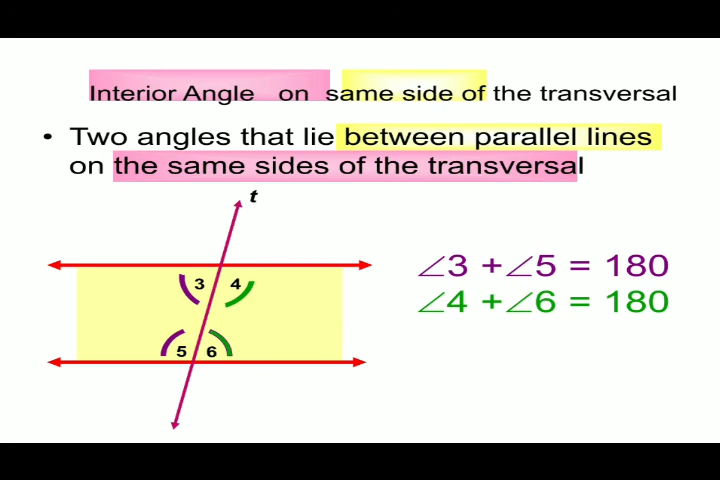 Interior Angle on same side of the transversal
• Two angles that lie between parallel lines
on the same sides of the transversal
t
∠3 +∠5 = 180
3 4
∠4 +∠6 = 180
5 6